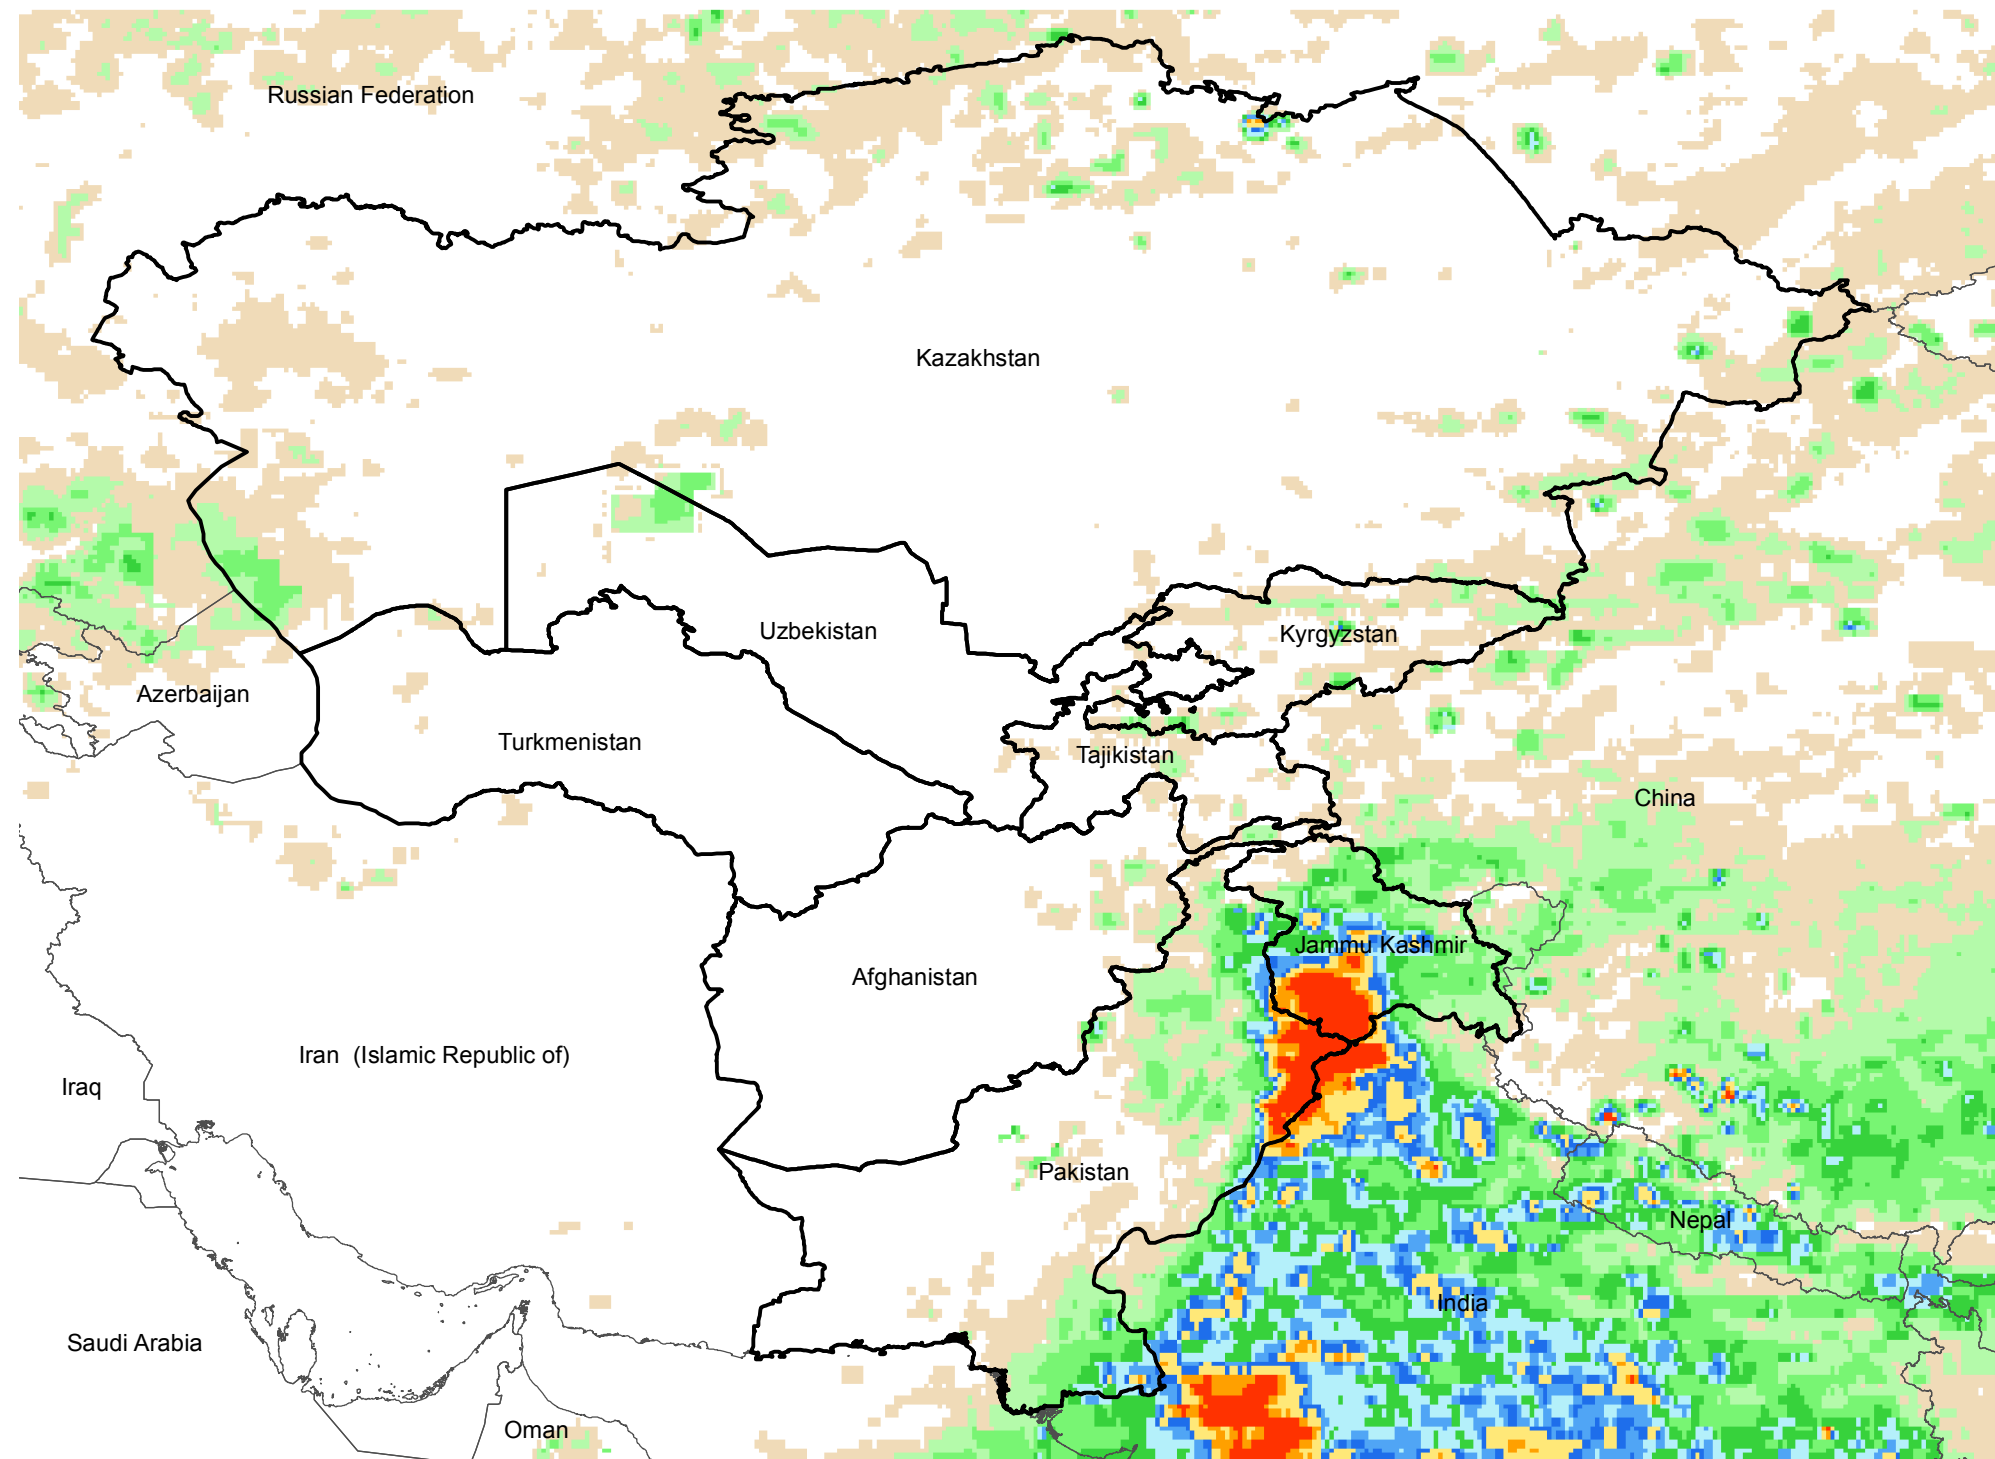 Russian Federation
Kazakhstan
Uzbekistan
Kyrgyzstan
Azerbaijan
Turkmenistan
Tajikistan
China
Jammu Kashmir
Afghanistan
Iran  (Islamic Republic of)
Iraq
Pakistan
Nepal
India
Saudi Arabia
Oman